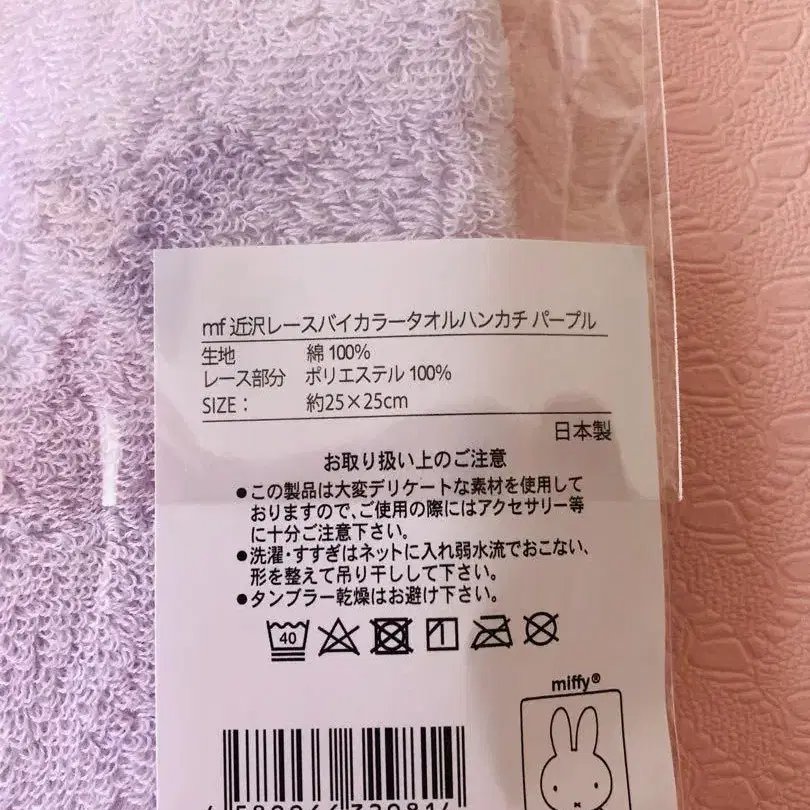 mf 近沢レースバイカラータオルハンカチ パープル
生地 綿 100%
レース部分 ポリエステル 100%
SIZE： 約25×25cm
日本製
お取り扱い上のご注意
●この製品は大変デリケートな素材を使用して
おりますので、ご使用の際にはアクセサリー等
に十分ご注意下さい。
●洗濯・すすぎはネットに入れ弱水流でおこない、
形を整えて吊り干しして下さい。
●タンブラー乾燥はお避け下さい。
40
miffy®